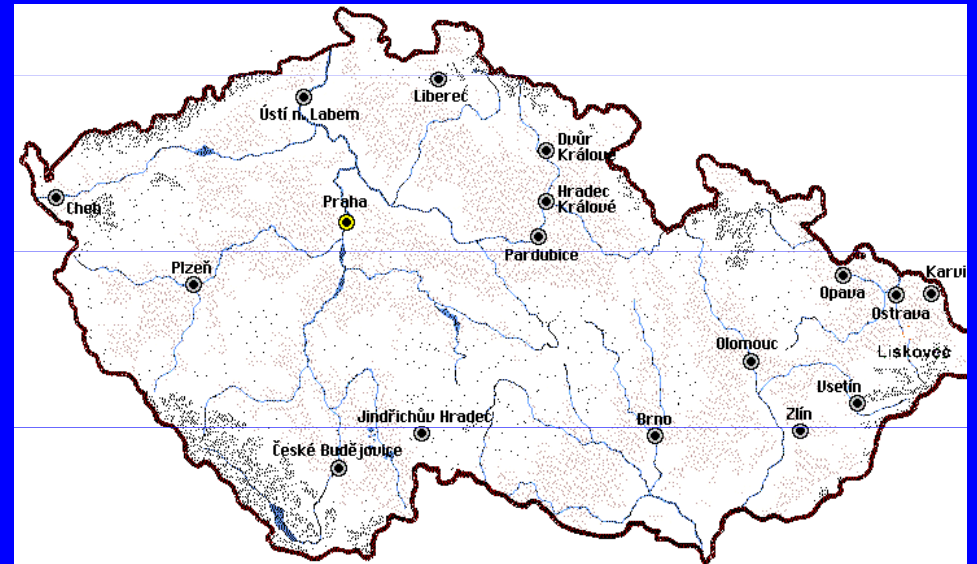 Liberec
Ústí n. Labem
Dvůr
Králové
Hradec
Králové
Cheb
Praha
Pardubice
Plzeň
Karvi
Opava
Ostrava
Olomouc
Liskovec
Vsetín
Jindřichův Hradec
Zlín
Brno
České Budějovice